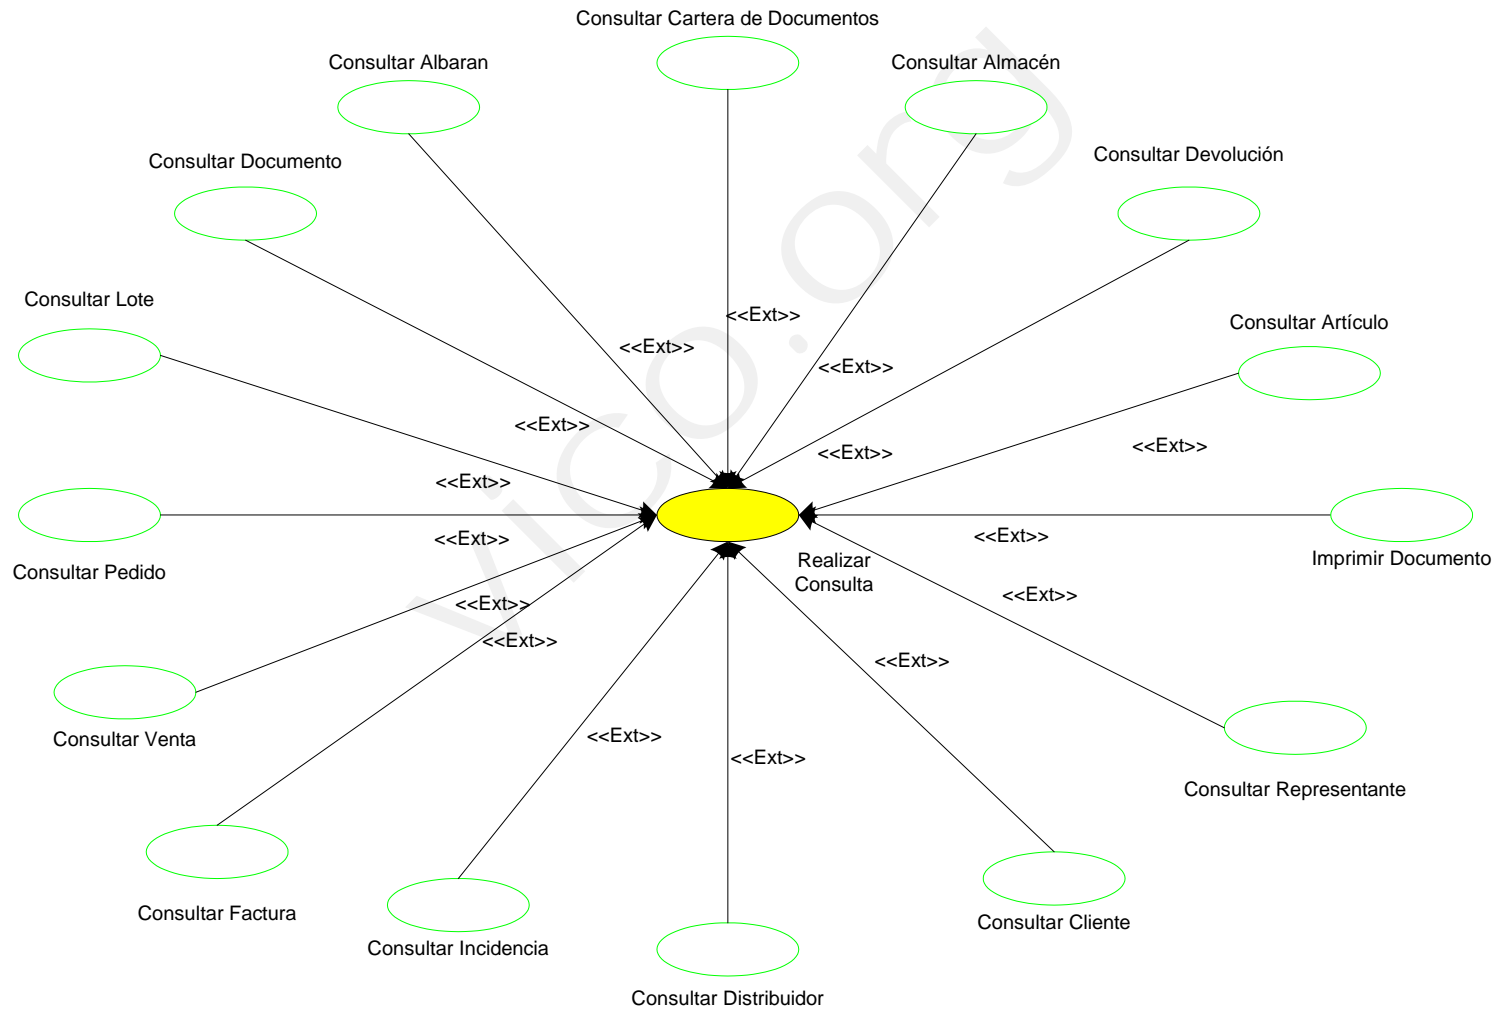 Consultar Cartera de Documentos
Consultar Albaran
Consultar Almacén
Consultar Documento
Consultar Devolución
Consultar Lote
<<Ext>>
Consultar Artículo
<<Ext>>
<<Ext>>
<<Ext>>
<<Ext>>
<<Ext>>
<<Ext>>
<<Ext>>
<<Ext>>
Realizar
Consulta
Imprimir Documento
Consultar Pedido
<<Ext>>
<<Ext>>
<<Ext>>
<<Ext>>
Consultar Venta
<<Ext>>
<<Ext>>
Consultar Representante
Consultar Factura
Consultar Incidencia
Consultar Cliente
Consultar Distribuidor
vico.org